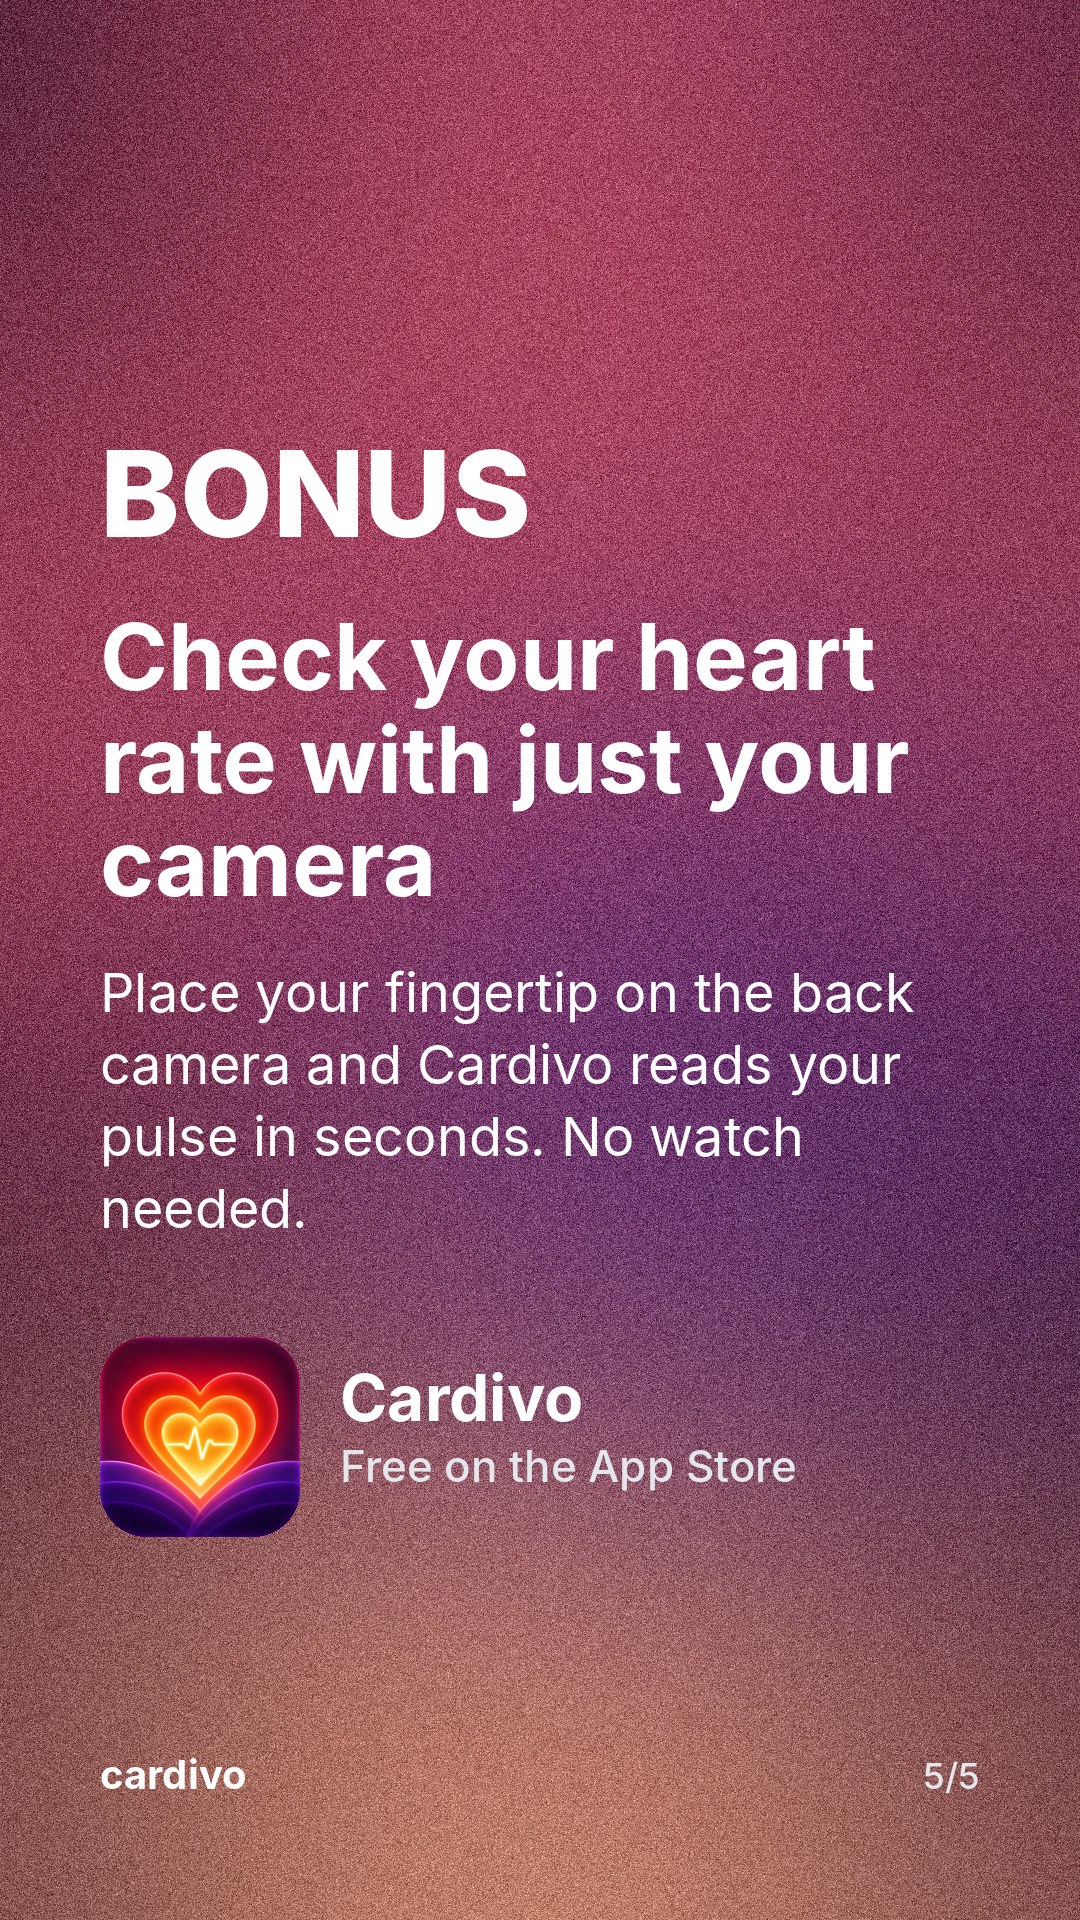 BONUS
Check your heart
rate with just your
camera
Place your fingertip on the back
camera and Cardivo reads your
pulse in seconds. No watch
needed.
Cardivo
Free on the App Store
cardivo
5/5